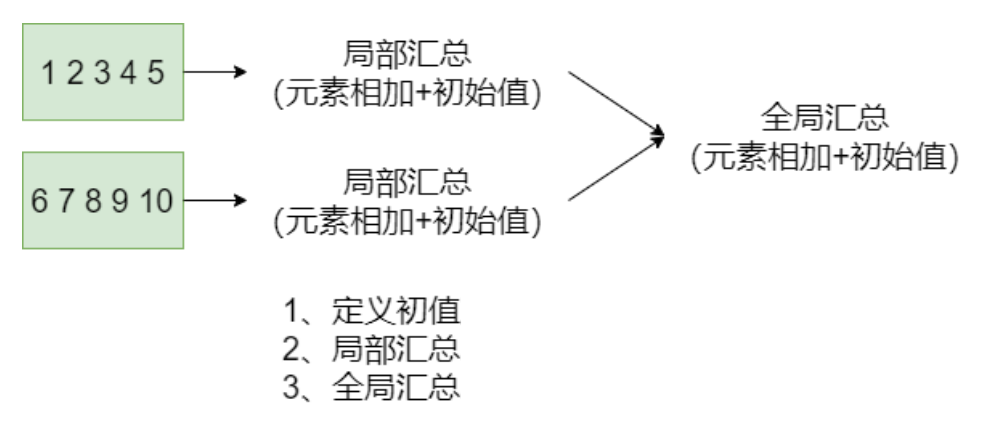 1 2 3 4 5
局部汇总
(元素相加+初始值)
6 7 8 9 10
局部汇总
(元素相加+初始值)
全局汇总
(元素相加+初始值)
1、定义初值
2、局部汇总
3、全局汇总